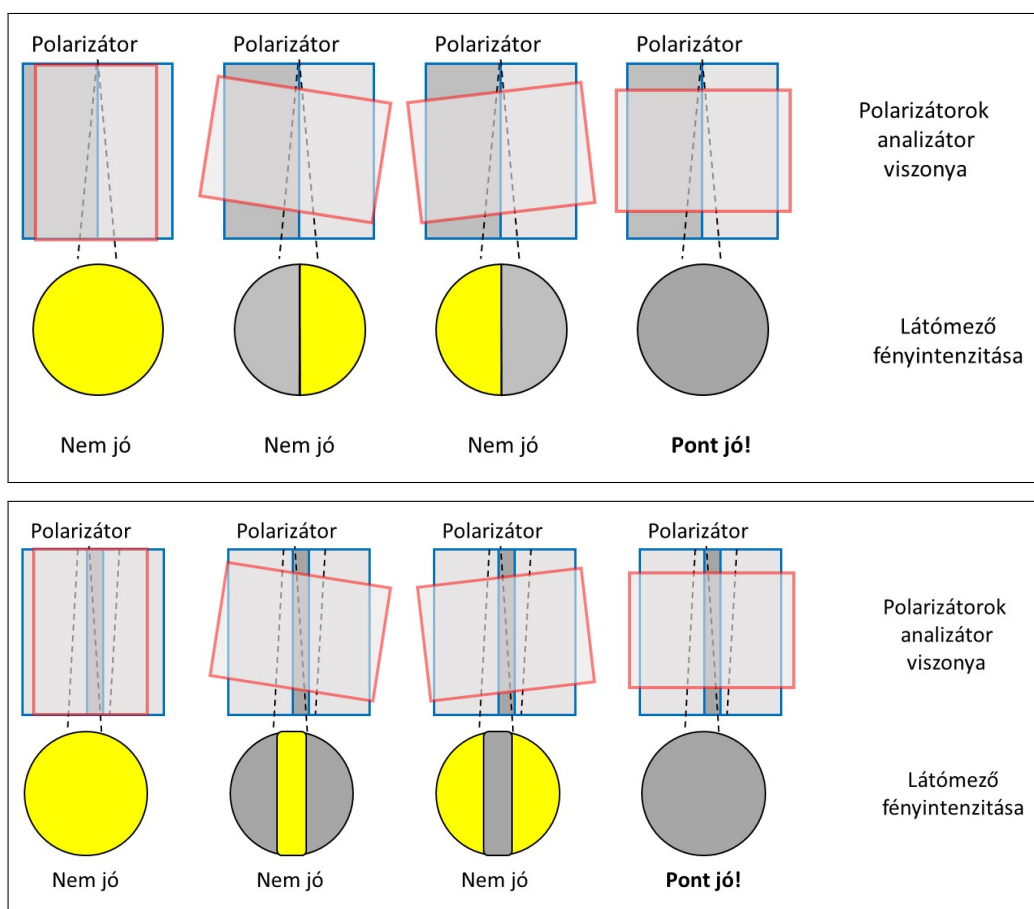 Polarizátor
Polarizátor
Polarizátor
Polarizátor
Polarizátorok
analizátor
viszonya
Látómező
fényintenzitása
Nem jó
Nem jó
Nem jó
Pont jó!
Polarizátor
Polarizátor
Polarizátor
Polarizátor
Polarizátorok
analizátor
viszonya
Látómező
fényintenzitása
Nem jó
Nem jó
Nem jó
Pont jó!